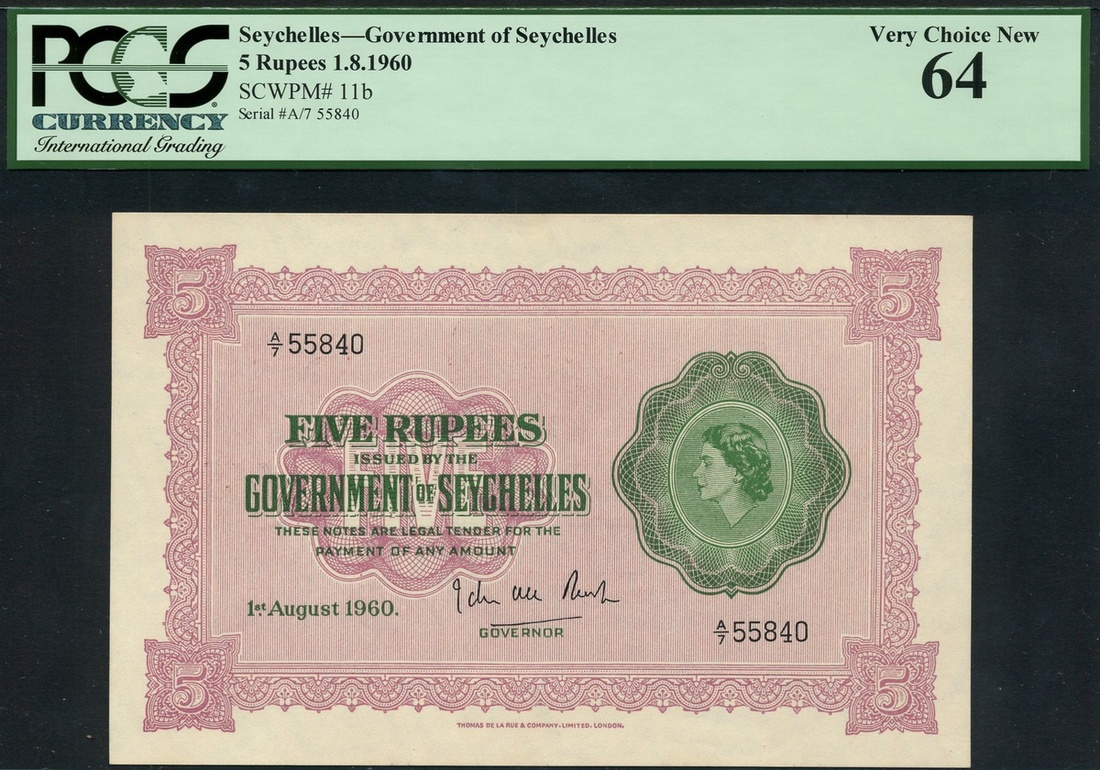 PCGS
CURRENCY
International Grading
Seychelles—Government of Seychelles
5 Rupees 1.8.1960
SCWPM# 11b
Serial #A/7 55840
Very Choice New
64
5
5
A/7 55840
FIVE
FIVE RUPEES
ISSUED BY THE
GOVERNMENT OF SEYCHELLES
THESE NOTES ARE LEGAL TENDER FOR THE
PAYMENT OF ANY AMOUNT
1st August 1960.
GOVERNOR
A/7 55840
5
5
THOMAS DE LA RUE & COMPANY, LIMITED, LONDON.